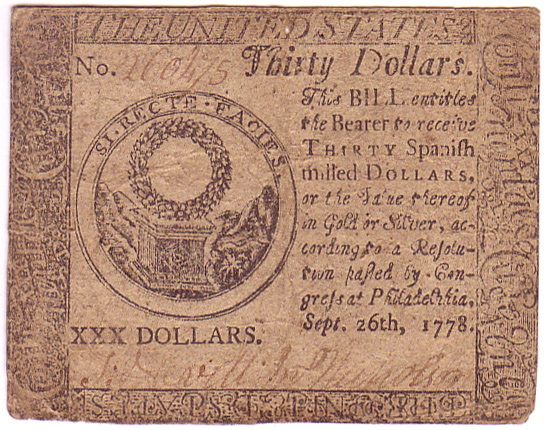 THE UNITED STATES
No. 160475 Thirty Dollars.
SI RECTE FACIES.
This BILL entitles
the Bearer to receive
THIRTY Spanish
milled DOLLARS,
or the Value thereof
in Gold or Silver, ac-
cording to a Resolu-
tion passed by Con-
gress at Philadelphia,
Sept. 26th, 1778.
XXX DOLLARS.